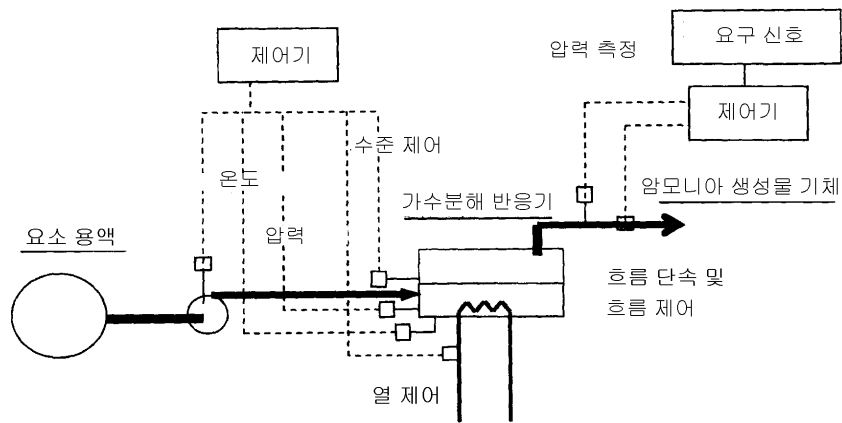 요구 신호
제어기
압력 측정
제어기
수준 제어
온도
암모니아 생성물 기체
가수분해 반응기
요소 용액
압력
흐름 단속 및
흐름 제어
열 제어